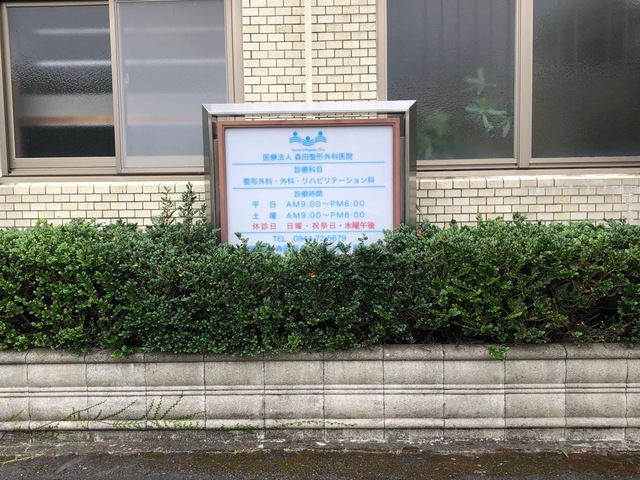 医療法人 森田整形外科医院
診療科目
整形外科・外科・リハビリテーション科
診療時間
平 日 AM9:00～PM6:00
土 曜 AM9:00～PM6:00
休診日 日曜・祝祭日・木曜午後